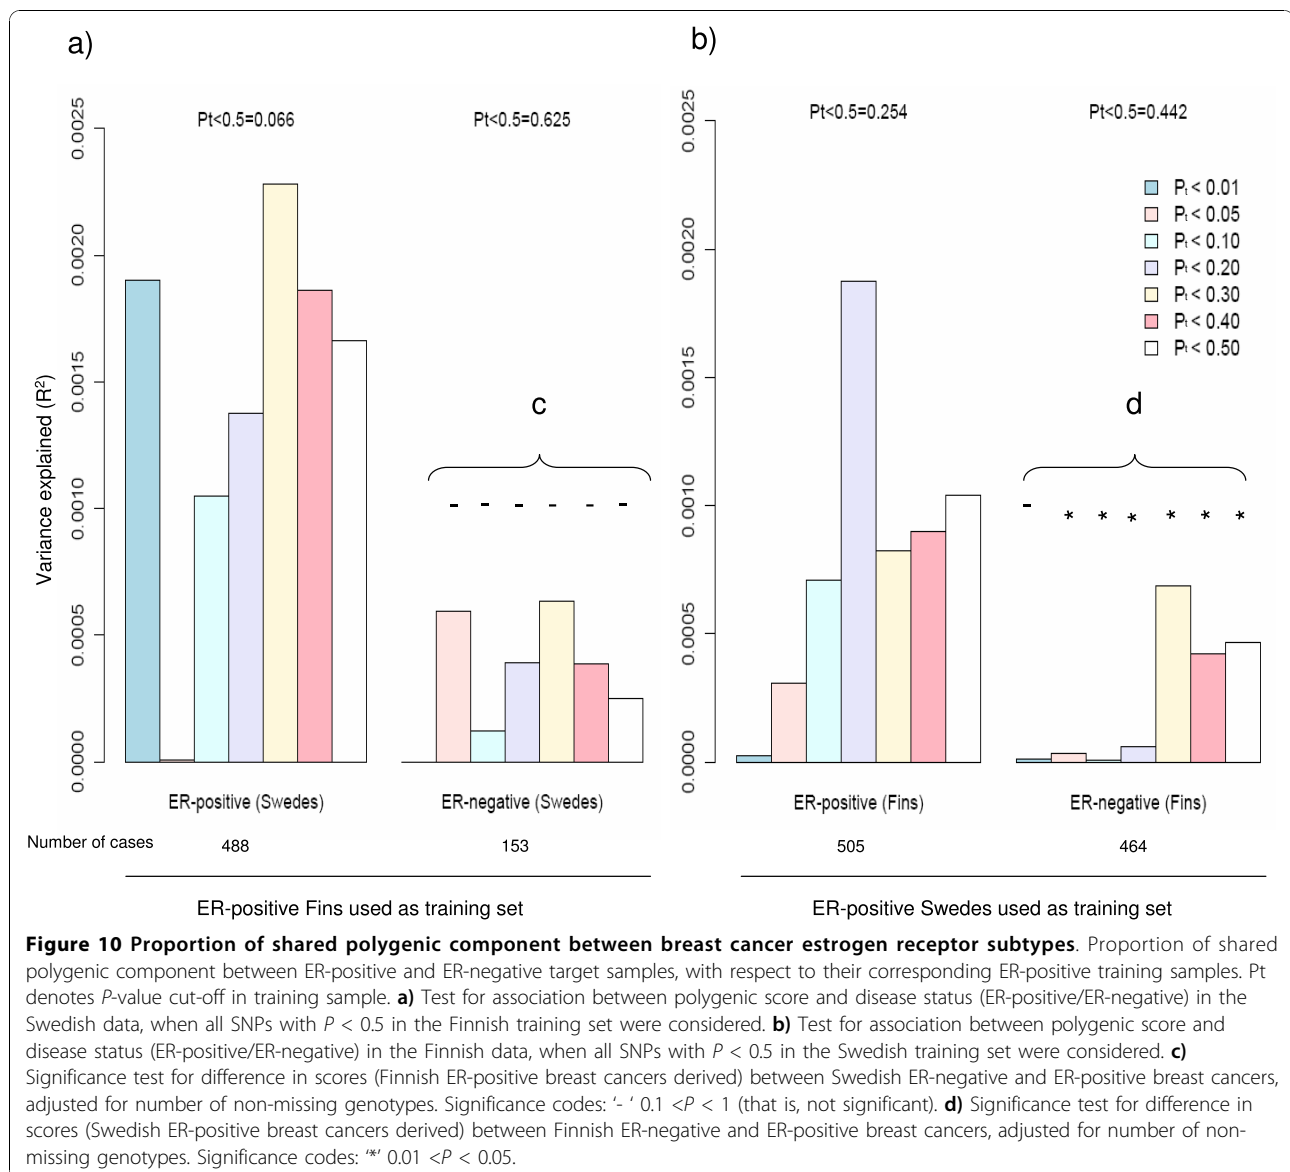 a)
b)
Pt<0.5=0.066
Pt<0.5=0.625
Pt<0.5=0.254
Pt<0.5=0.442
Variance explained (R²)
0.0025
0.0020
0.0015
0.0010
0.0005
0.0000
0.0025
0.0020
0.0015
0.0010
0.0005
0.0000
Pt < 0.01
Pt < 0.05
Pt < 0.10
Pt < 0.20
Pt < 0.30
Pt < 0.40
Pt < 0.50
c
- - - - - -
d
- * * * * * *
ER-positive (Swedes)
ER-negative (Swedes)
ER-positive (Fins)
ER-negative (Fins)
Number of cases
488
153
505
464
ER-positive Fins used as training set
ER-positive Swedes used as training set
Figure 10 Proportion of shared polygenic component between breast cancer estrogen receptor subtypes. Proportion of shared
polygenic component between ER-positive and ER-negative target samples, with respect to their corresponding ER-positive training samples. Pt
denotes P-value cut-off in training sample. a) Test for association between polygenic score and disease status (ER-positive/ER-negative) in the
Swedish data, when all SNPs with P < 0.5 in the Finnish training set were considered. b) Test for association between polygenic score and
disease status (ER-positive/ER-negative) in the Finnish data, when all SNPs with P < 0.5 in the Swedish training set were considered. c)
Significance test for difference in scores (Finnish ER-positive breast cancers derived) between Swedish ER-negative and ER-positive breast cancers,
adjusted for number of non-missing genotypes. Significance codes: '- ' 0.1 <P < 1 (that is, not significant). d) Significance test for difference in
scores (Swedish ER-positive breast cancers derived) between Finnish ER-negative and ER-positive breast cancers, adjusted for number of non-
missing genotypes. Significance codes: '*' 0.01 <P < 0.05.